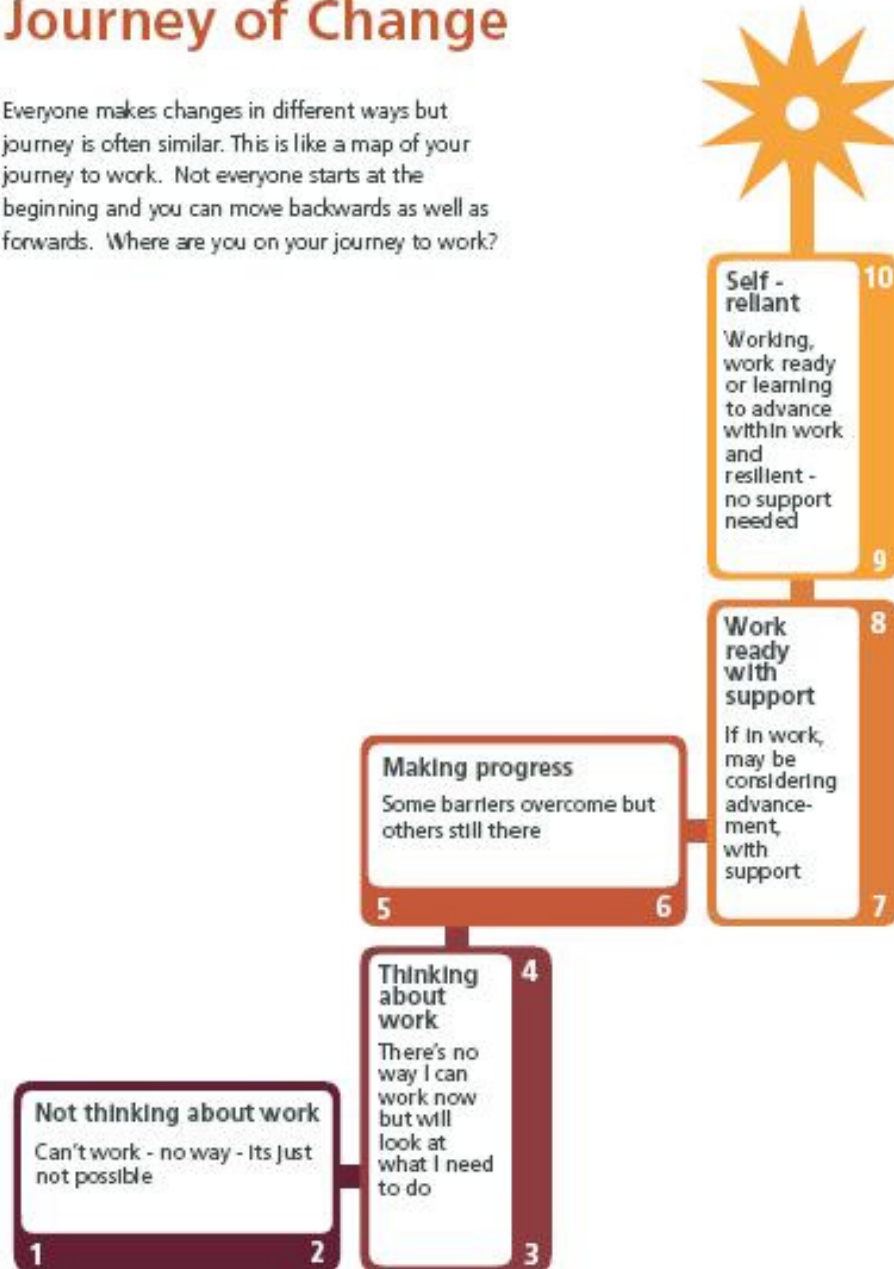 Journey of Change
Everyone makes changes in different ways but
journey is often similar. This is like a map of your
journey to work. Not everyone starts at the
beginning and you can move backwards as well as
forwards. Where are you on your journey to work?
Self -
reliant
10
Working,
work ready
or learning
to advance
within work
and
resilient -
no support
needed
9
Work
ready
with
support
8
If in work,
may be
considering
advance-
ment,
with
support
7
Making progress
Some barriers overcome but
others still there
5 6
Thinking
about
work
4
There's no
way I can
work now
but will
look at
what I need
to do
3
Not thinking about work
Can't work - no way - its just
not possible
1 2